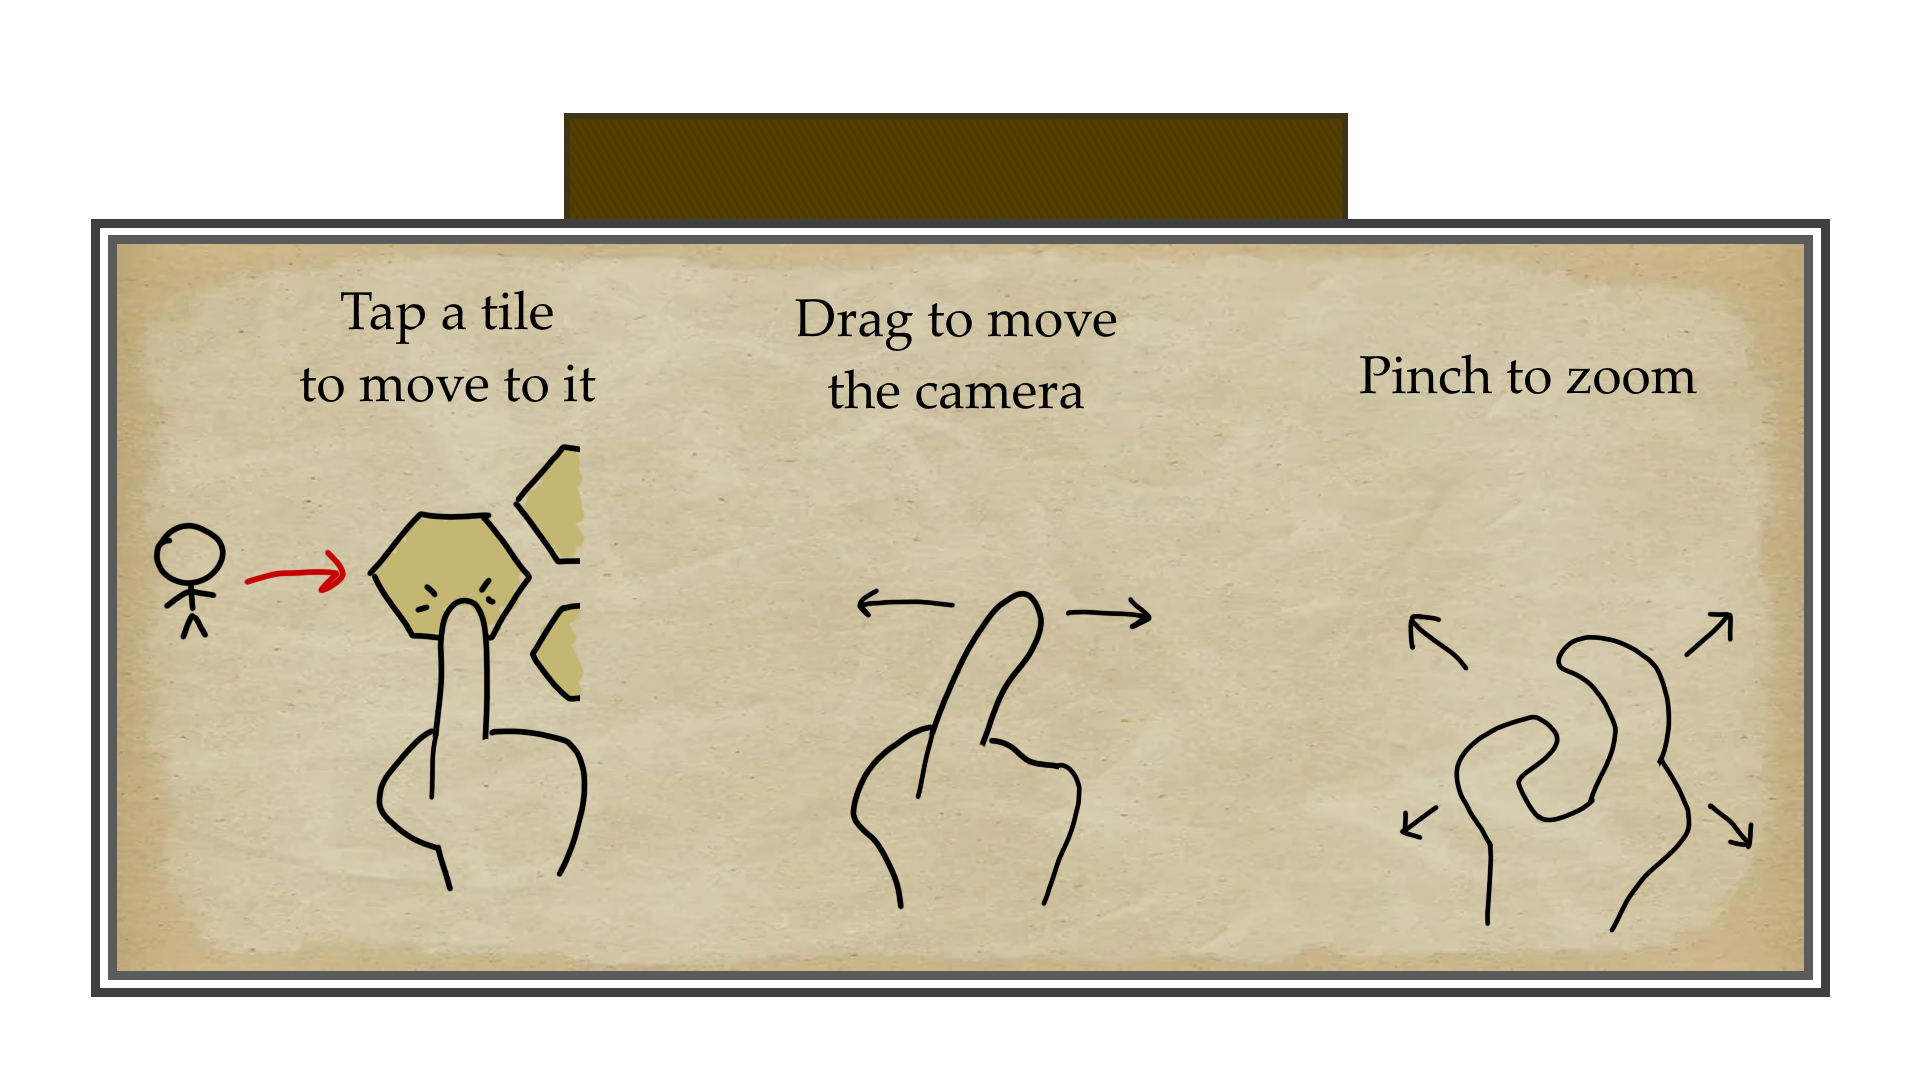 Tap a tile
to move to it
Drag to move
the camera
Pinch to zoom